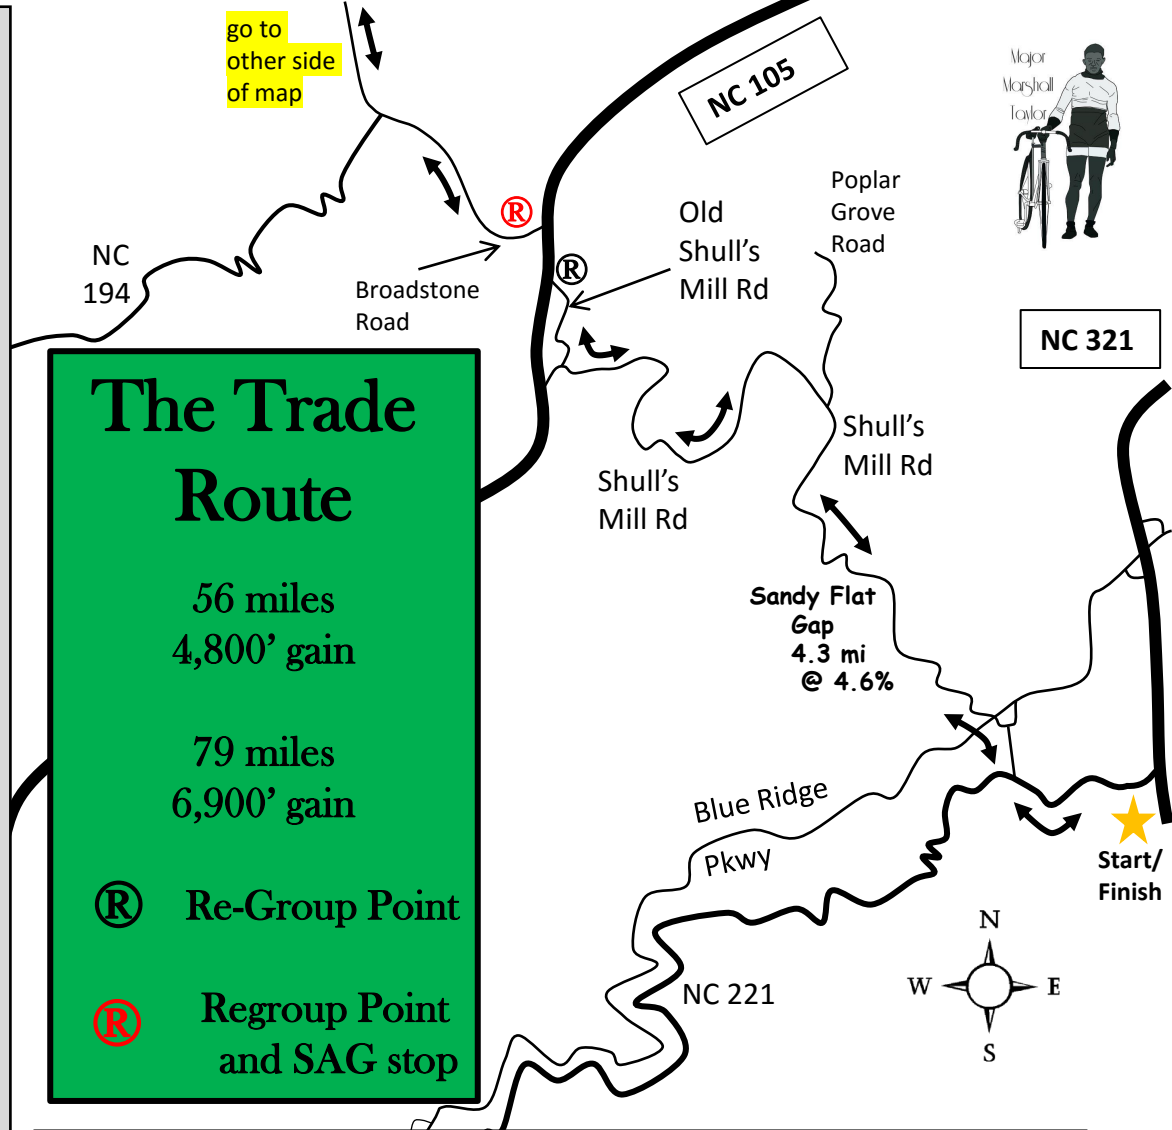 go to
other side
of map
NC 105
Major
Marshall
Taylor
Poplar
Grove
Road
Old
Shull's
Mill Rd
®
®
NC
194
Broadstone
Road
NC 321
The Trade
Route
56 miles
4,800' gain
79 miles
6,900' gain
® Re-Group Point
® Regroup Point
and SAG stop
Shull's
Mill Rd
Shull's
Mill Rd
Sandy Flat
Gap
4.3 mi
@ 4.6%
Blue Ridge
Pkwy
Start/
Finish
NC 221
N
W E
S